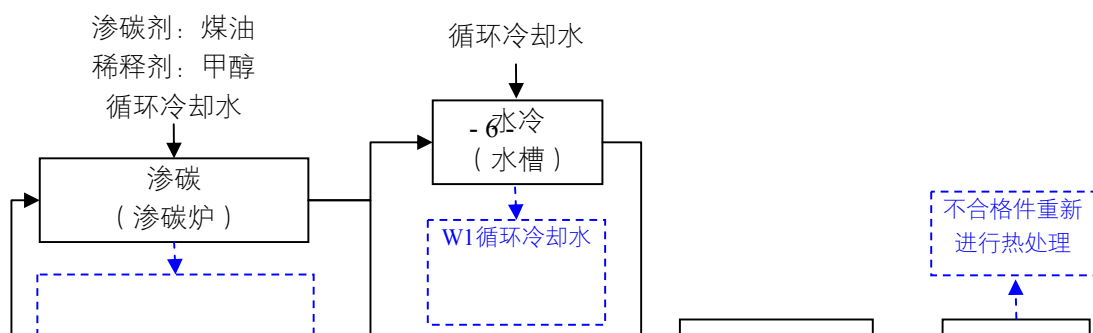 渗碳剂：煤油
稀释剂：甲醇
循环冷却水
循环冷却水
水冷
- 6 -
（水槽）
渗碳
（渗碳炉）
W1循环冷却水
不合格件重新
进行热处理